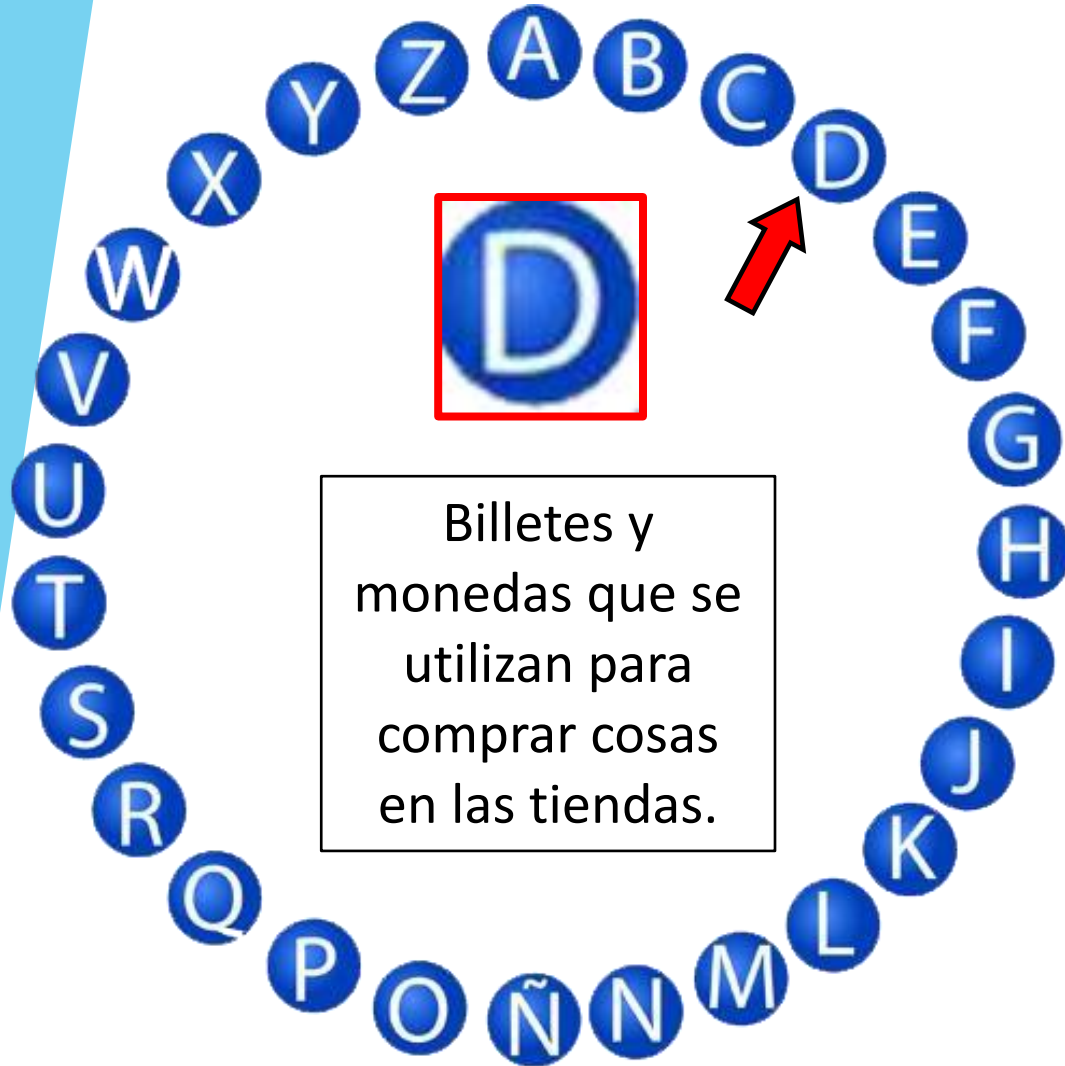 A
B
C
D
E
F
G
H
I
J
K
L
M
N
Ñ
O
P
Q
R
S
T
U
V
W
X
Y
Z
D
Billetes y
monedas que se
utilizan para
comprar cosas
en las tiendas.